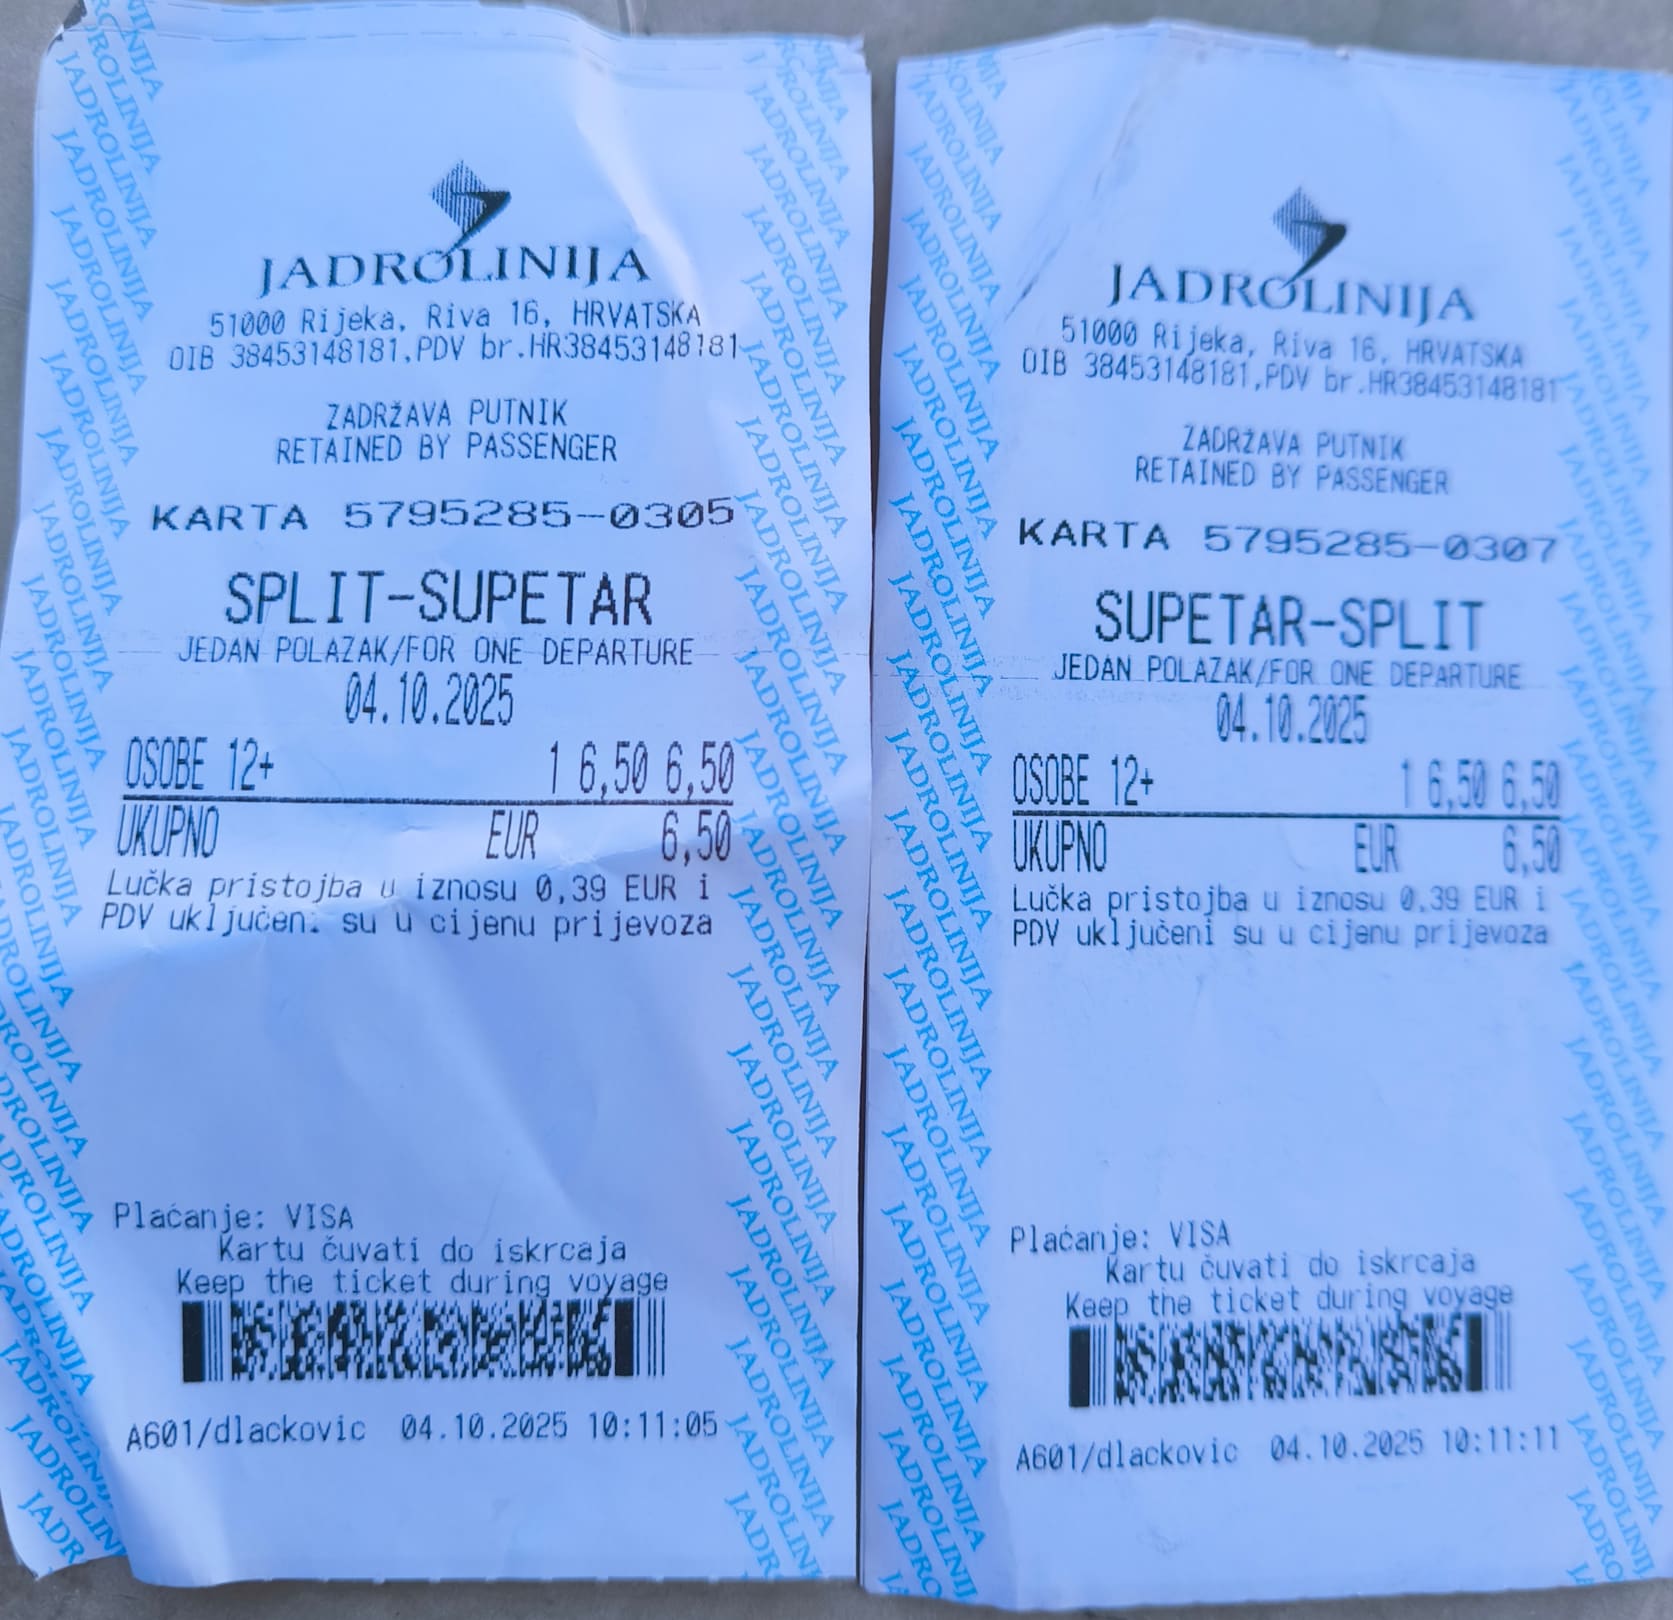 JADROLINIJA
51000 Rijeka, Riva 16, HRVATSKA
OIB 38453148181,PDV br.HR38453148181
ZADRŽAVA PUTNIK
RETAINED BY PASSENGER
KARTA 5795285-0305
SPLIT-SUPETAR
JEDAN POLAZAK/FOR ONE DEPARTURE
04.10.2025
OSOBE 12+ 1 6,50 6,50
UKUPNO EUR 6,50
Lučka pristojba u iznosu 0,39 EUR i
PDV uključeni su u cijenu prijevoza
Plaćanje: VISA
Kartu čuvati do iskrcaja
Keep the ticket during voyage
A601/dlackovic 04.10.2025 10:11:05
JADROLINIJA
51000 Rijeka, Riva 16, HRVATSKA
OIB 38453148181,PDV br.HR38453148181
ZADRŽAVA PUTNIK
RETAINED BY PASSENGER
KARTA 5795285-0307
SUPETAR-SPLIT
JEDAN POLAZAK/FOR ONE DEPARTURE
04.10.2025
OSOBE 12+ 1 6,50 6,50
UKUPNO EUR 6,50
Lučka pristojba u iznosu 0,39 EUR i
PDV uključeni su u cijenu prijevoza
Plaćanje: VISA
Kartu čuvati do iskrcaja
Keep the ticket during voyage
A601/dlackovic 04.10.2025 10:11:11